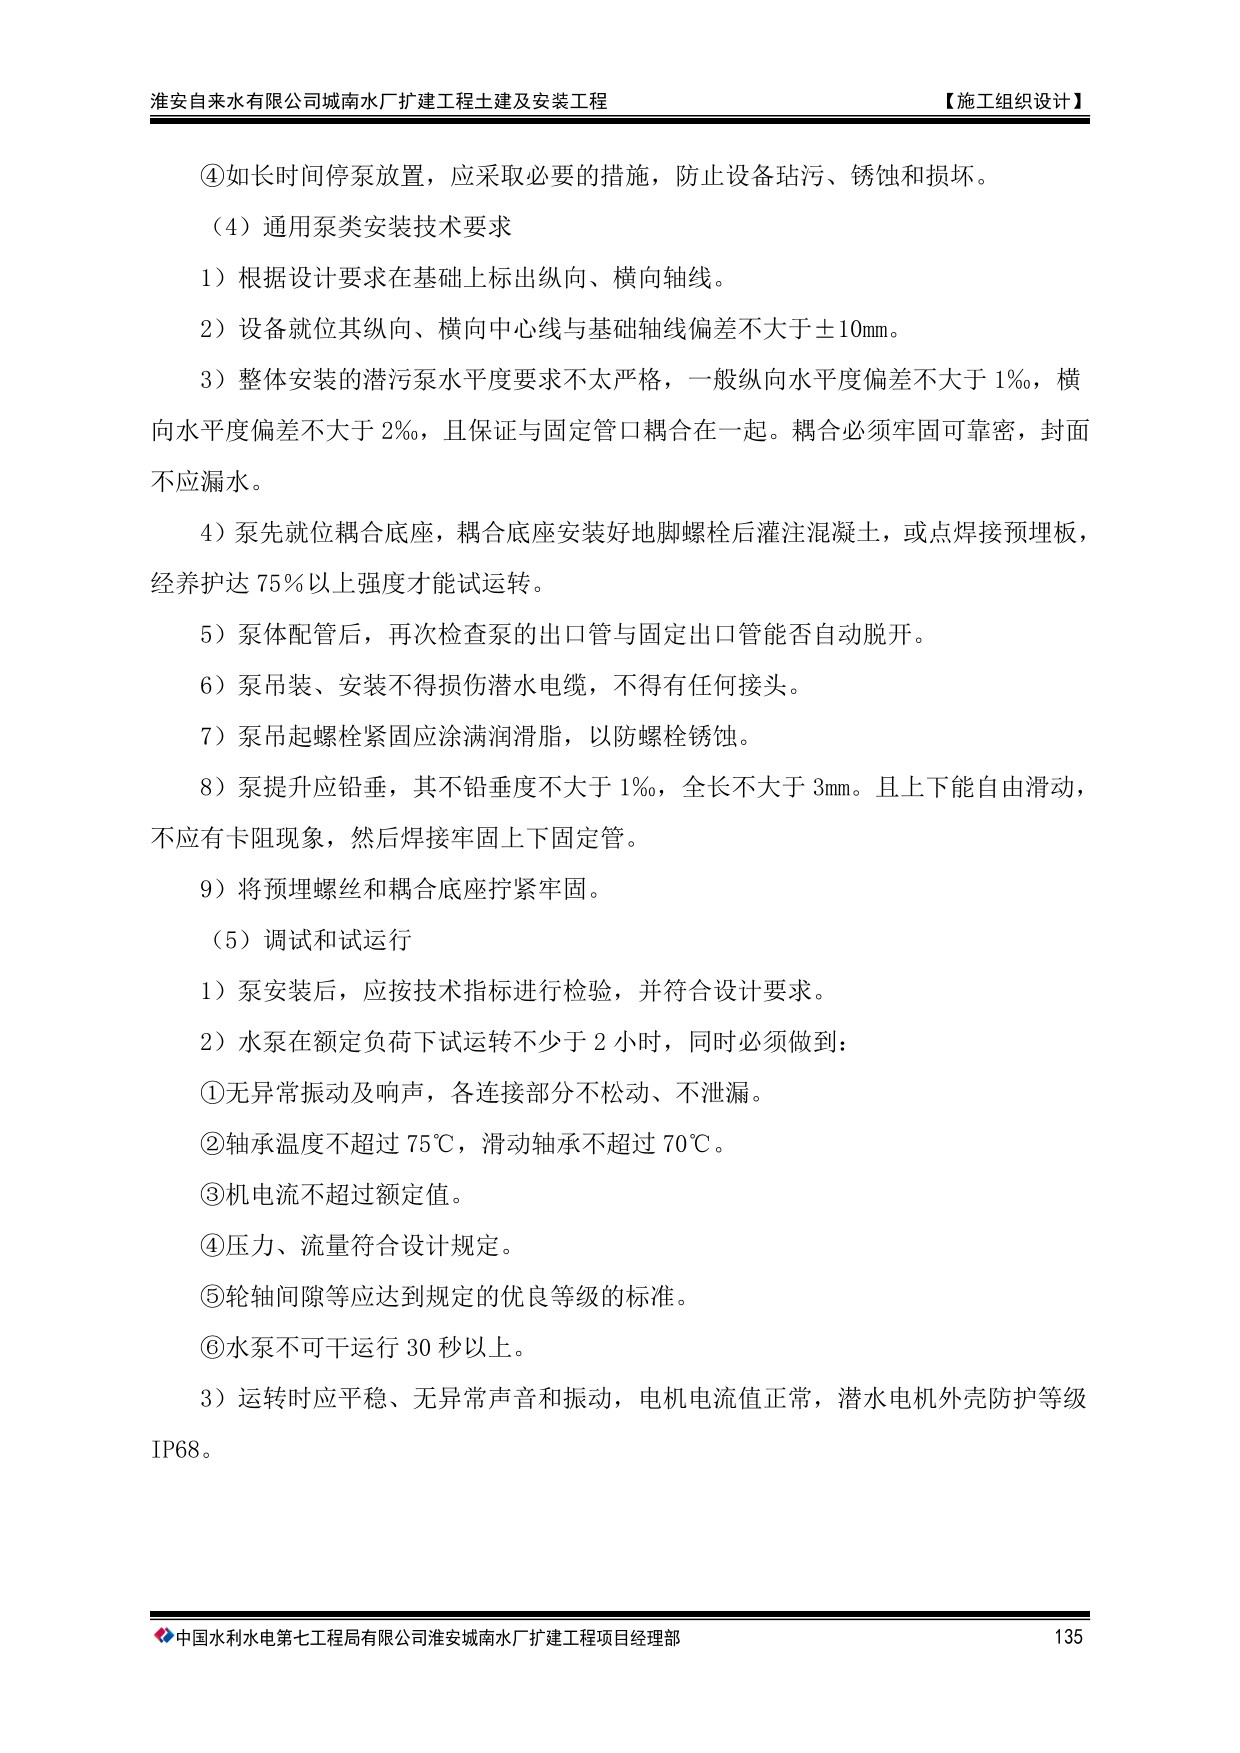 淮安自来水有限公司城南水厂扩建工程土建及安装工程 【施工组织设计】
④如长时间停泵放置，应采取必要的措施，防止设备玷污、锈蚀和损坏。
（4）通用泵类安装技术要求
1）根据设计要求在基础上标出纵向、横向轴线。
2）设备就位其纵向、横向中心线与基础轴线偏差不大于±10mm。
3）整体安装的潜污泵水平度要求不太严格，一般纵向水平度偏差不大于 1‰，横
向水平度偏差不大于 2‰，且保证与固定管口耦合在一起。耦合必须牢固可靠密，封面
不应漏水。
4）泵先就位耦合底座，耦合底座安装好地脚螺栓后灌注混凝土，或点焊接预埋板，
经养护达 75%以上强度才能试运转。
5）泵体配管后，再次检查泵的出口管与固定出口管能否自动脱开。
6）泵吊装、安装不得损伤潜水电缆，不得有任何接头。
7）泵吊起螺栓紧固应涂满润滑脂，以防螺栓锈蚀。
8）泵提升应铅垂，其不铅垂度不大于 1‰，全长不大于 3mm。且上下能自由滑动，
不应有卡阻现象，然后焊接牢固上下固定管。
9）将预埋螺丝和耦合底座拧紧牢固。
（5）调试和试运行
1）泵安装后，应按技术指标进行检验，并符合设计要求。
2）水泵在额定负荷下试运转不少于 2 小时，同时必须做到：
①无异常振动及响声，各连接部分不松动、不泄漏。
②轴承温度不超过 75℃，滑动轴承不超过 70℃。
③机电流不超过额定值。
④压力、流量符合设计规定。
⑤轮轴间隙等应达到规定的优良等级的标准。
⑥水泵不可干运行 30 秒以上。
3）运转时应平稳、无异常声音和振动，电机电流值正常，潜水电机外壳防护等级
IP68。
中国水利水电第七工程局有限公司淮安城南水厂扩建工程项目经理部 135